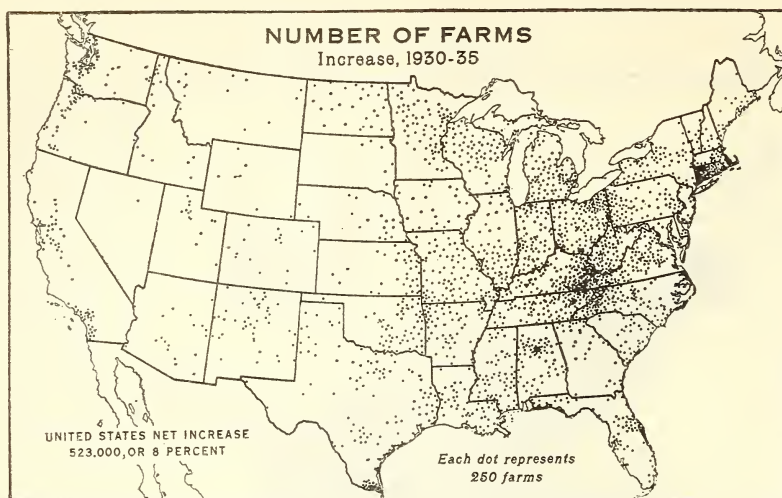 NUMBER OF FARMS
Increase, 1930-35
UNITED STATES NET INCREASE
523,000, OR 8 PERCENT
Each dot represents
250 farms